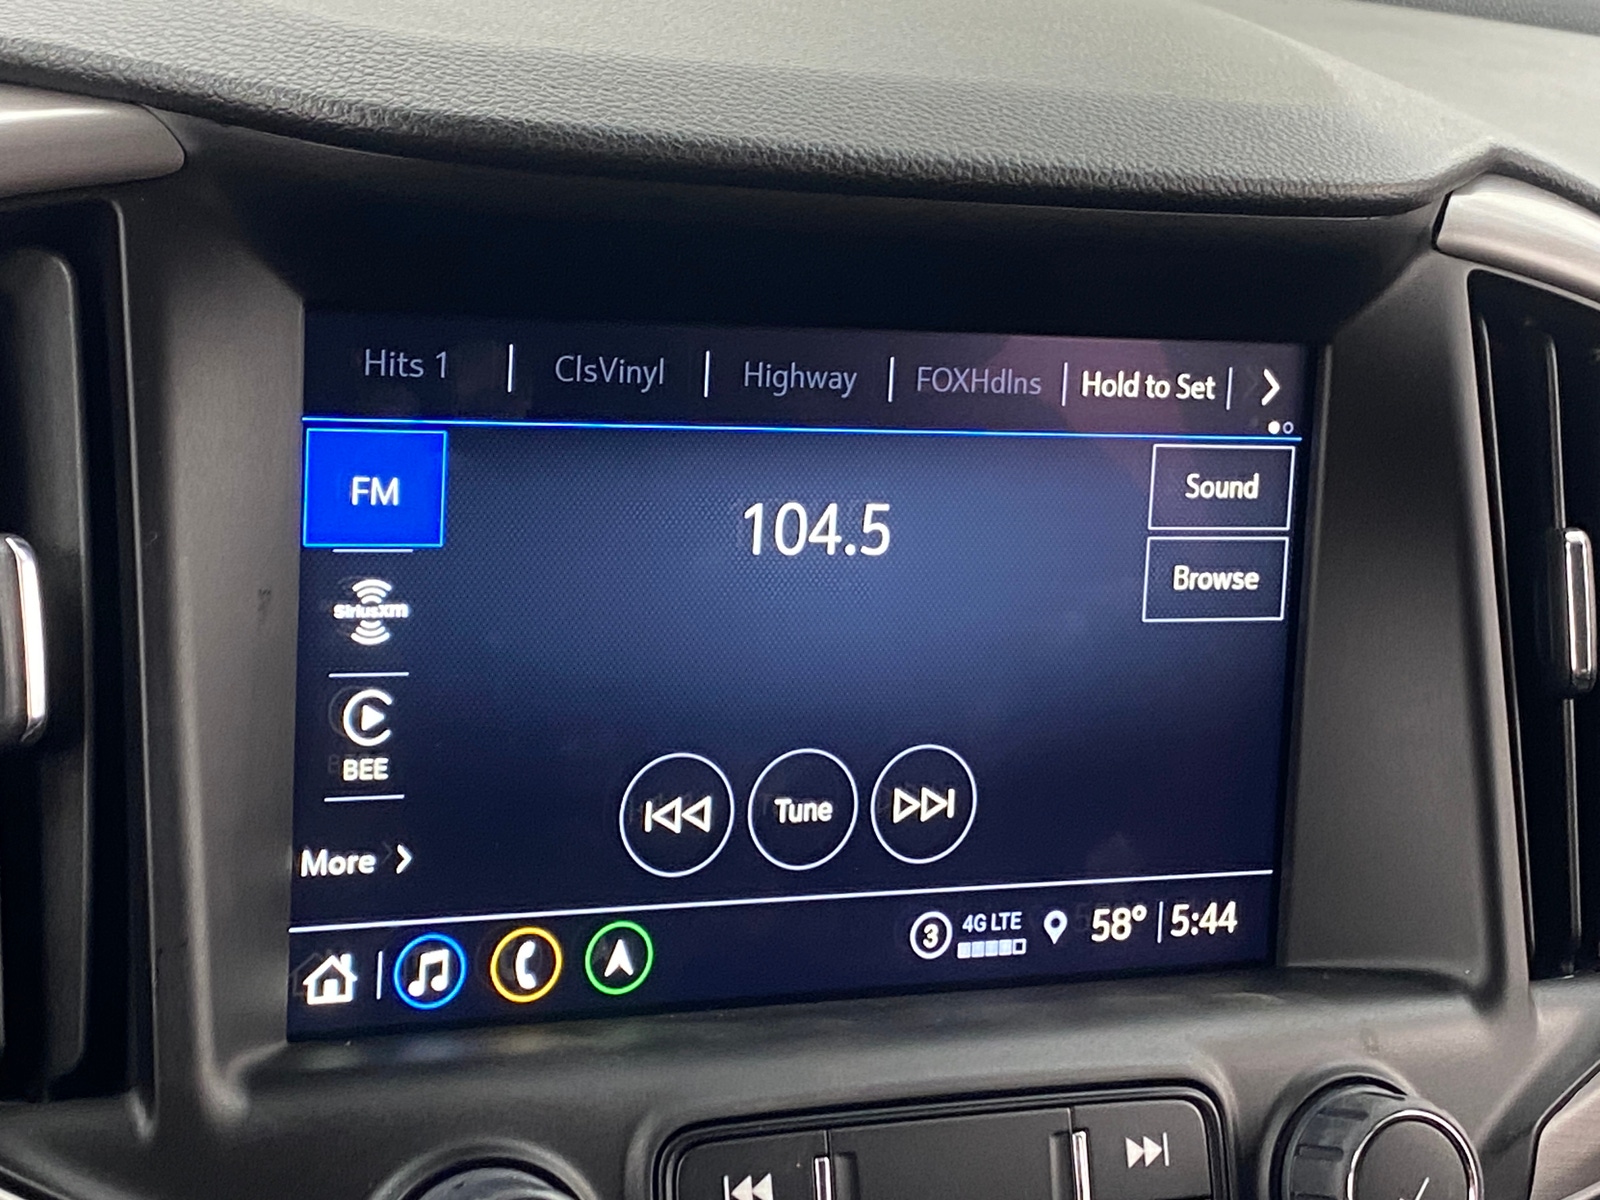 Hits 1 | ClsVinyl | Highway | FOXHdlns | Hold to Set |
FM
104.5
Sound
Browse
SiriusXM
BEE
Tune
More
3 4G LTE 58° | 5:44